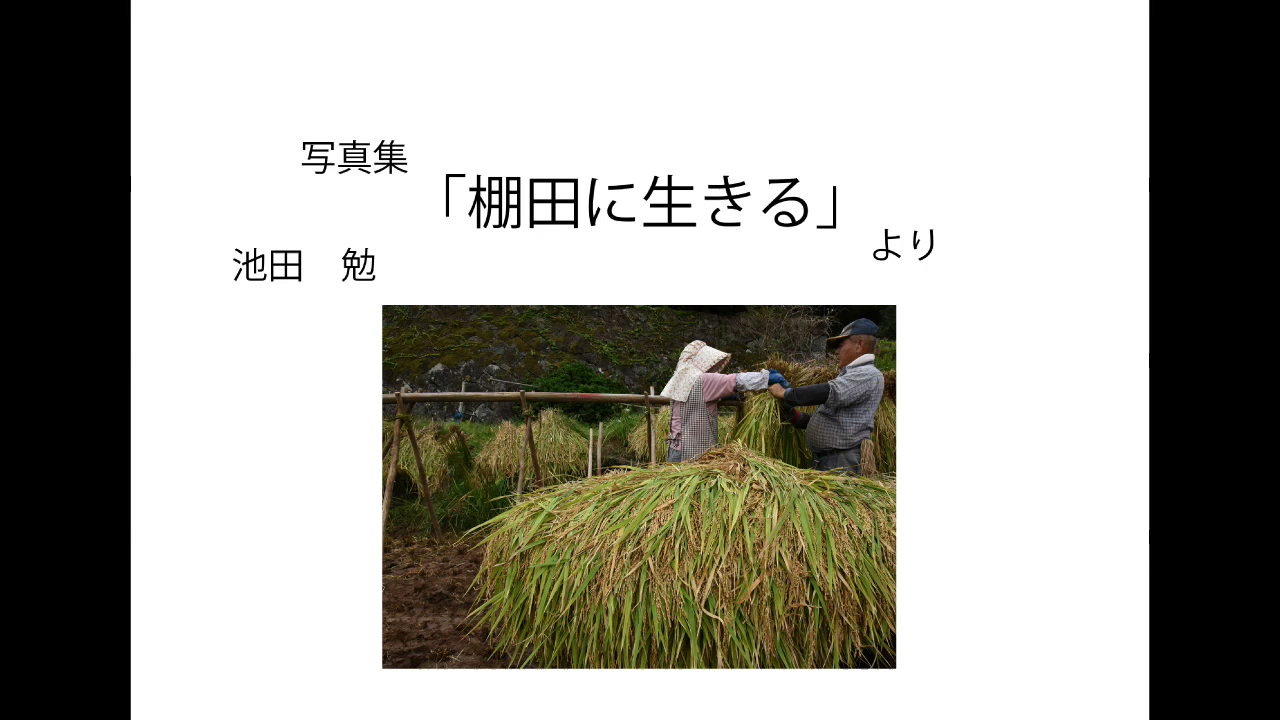 写真集
「棚田に生きる」
より
池田　勉